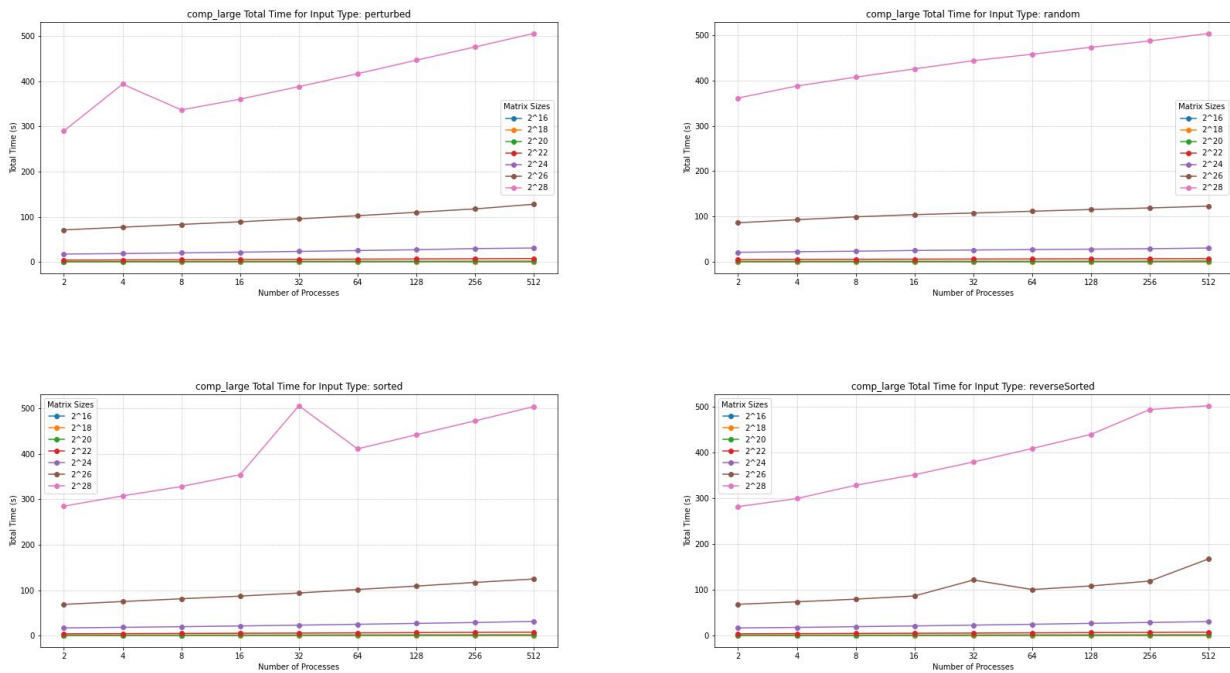 comp_large Total Time for Input Type: perturbed
Total Time (s)
500
400
300
200
100
0
Matrix Sizes
2^16
2^18
2^20
2^22
2^24
2^26
2^28
2 4 8 16 32 64 128 256 512
Number of Processes
comp_large Total Time for Input Type: random
Total Time (s)
500
400
300
200
100
0
Matrix Sizes
2^16
2^18
2^20
2^22
2^24
2^26
2^28
2 4 8 16 32 64 128 256 512
Number of Processes
comp_large Total Time for Input Type: sorted
Total Time (s)
500
400
300
200
100
0
Matrix Sizes
2^16
2^18
2^20
2^22
2^24
2^26
2^28
2 4 8 16 32 64 128 256 512
Number of Processes
comp_large Total Time for Input Type: reverseSorted
Total Time (s)
500
400
300
200
100
0
Matrix Sizes
2^16
2^18
2^20
2^22
2^24
2^26
2^28
2 4 8 16 32 64 128 256 512
Number of Processes